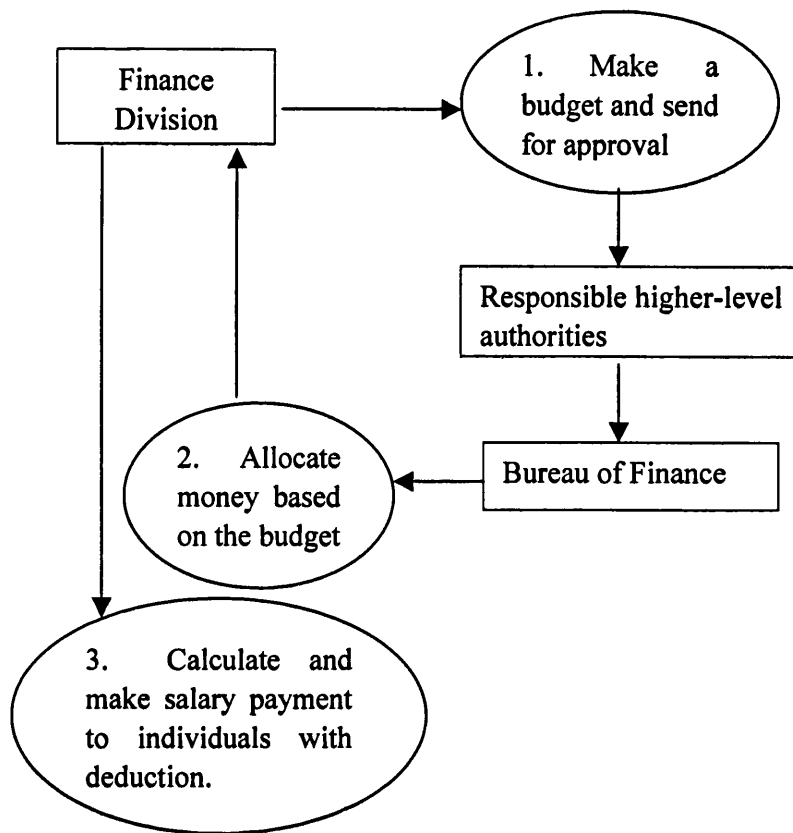 Finance
Division
1. Make a
budget and send
for approval
Responsible higher-level
authorities
Bureau of Finance
2. Allocate
money based
on the budget
3. Calculate and
make salary payment
to individuals with
deduction.